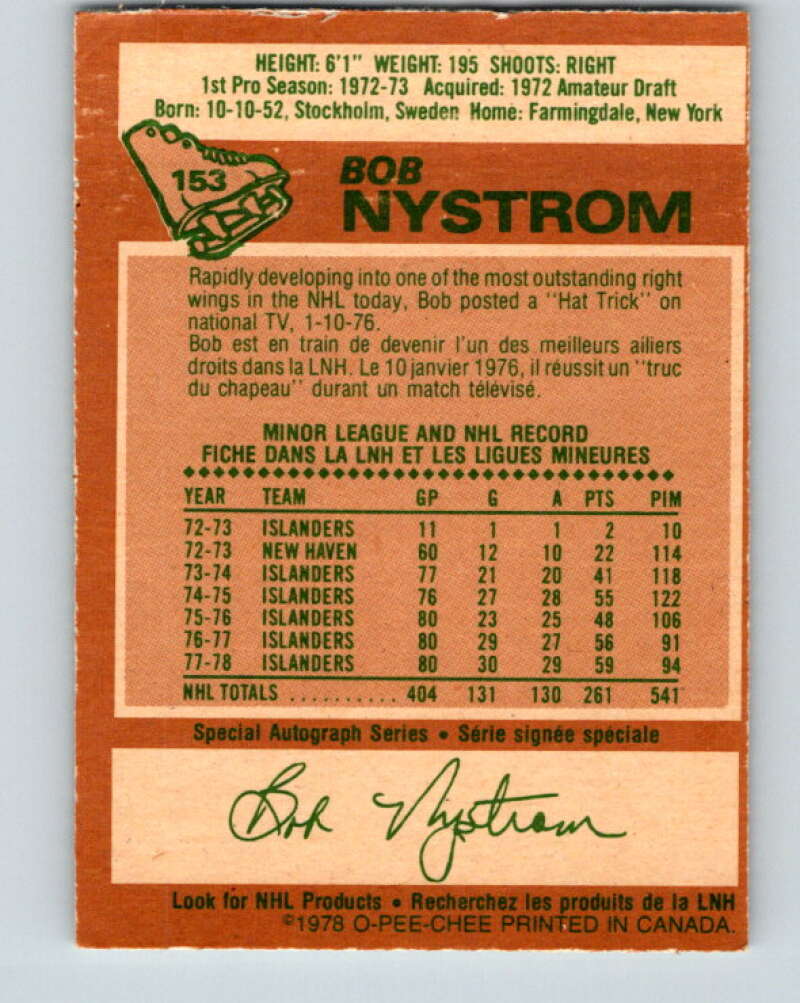 HEIGHT: 6'1" WEIGHT: 195 SHOOTS: RIGHT
1st Pro Season: 1972-73 Acquired: 1972 Amateur Draft
Born: 10-10-52, Stockholm, Sweden Home: Farmingdale, New York
153
BOB
NYSTROM
Rapidly developing into one of the most outstanding right
wings in the NHL today, Bob posted a "Hat Trick" on
national TV, 1-10-76.
Bob est en train de devenir l'un des meilleurs ailiers
droits dans la LNH. Le 10 janvier 1976, il réussit un "truc
du chapeau" durant un match télévisé.
MINOR LEAGUE AND NHL RECORD
FICHE DANS LA LNH ET LES LIGUES MINEURES
YEAR TEAM GP G A PTS PIM
72-73 ISLANDERS 11 1 1 2 10
72-73 NEW HAVEN 60 12 10 22 114
73-74 ISLANDERS 77 21 20 41 118
74-75 ISLANDERS 76 27 28 55 122
75-76 ISLANDERS 80 23 25 48 106
76-77 ISLANDERS 80 29 27 56 91
77-78 ISLANDERS 80 30 29 59 94
NHL TOTALS .......... 404 131 130 261 541
Special Autograph Series • Série signée spéciale
Bob Nystrom
Look for NHL Products • Recherchez les produits de la LNH
©1978 O-PEE-CHEE PRINTED IN CANADA.